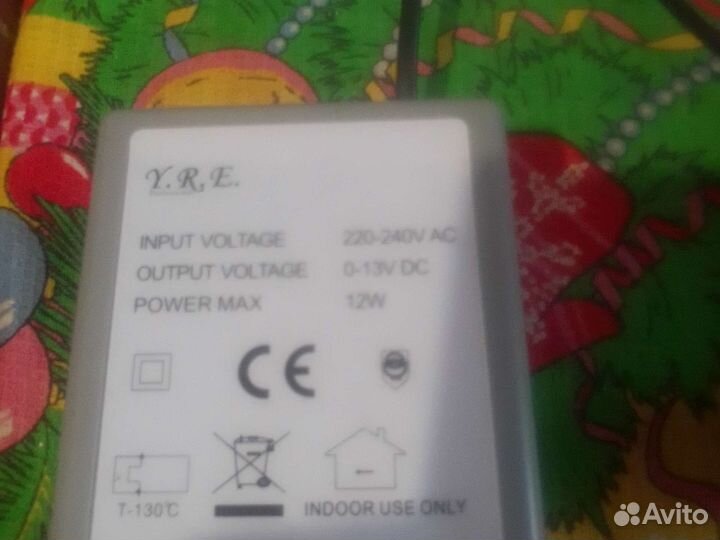 Y.R.E.
INPUT VOLTAGE 220-240V AC
OUTPUT VOLTAGE 0-13V DC
POWER MAX 12W
CE
T-130℃
INDOOR USE ONLY
Avito